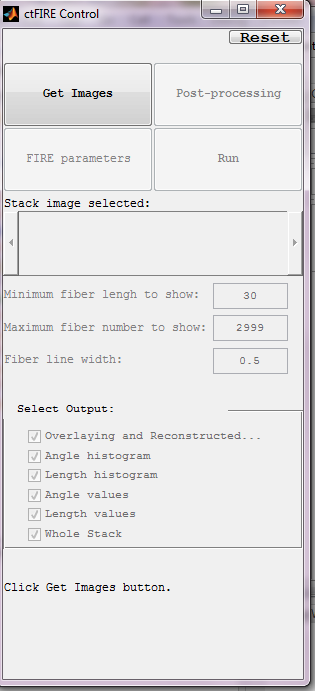 ctFIRE Control
Reset
Get Images
Post-processing
FIRE parameters
Run
Stack image selected:
Minimum fiber lengh to show: 30
Maximum fiber number to show: 2999
Fiber line width: 0.5
Select Output:
Overlaying and Reconstructed...
Angle histogram
Length histogram
Angle values
Length values
Whole Stack
Click Get Images button.